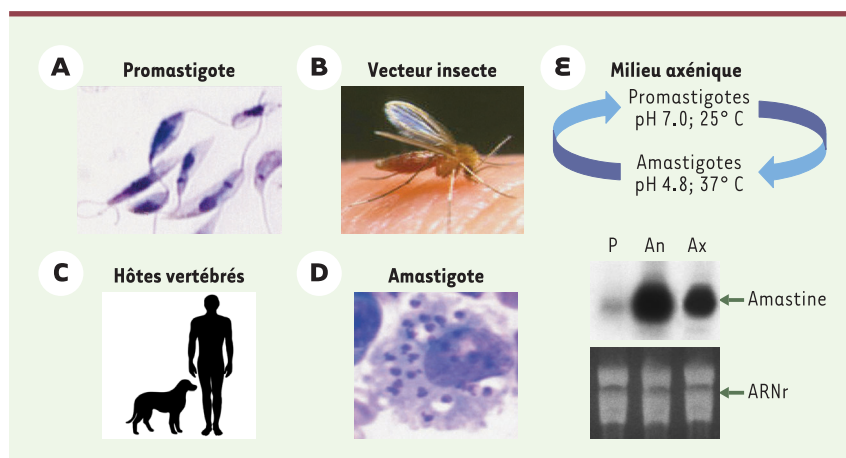 A Promastigote
B Vecteur insecte
E Milieu axénique
Promastigotes
pH 7.0; 25° C
Amastigotes
pH 4.8; 37° C
C Hôtes vertébrés
D Amastigote
P An Ax
Amastine
ARNr